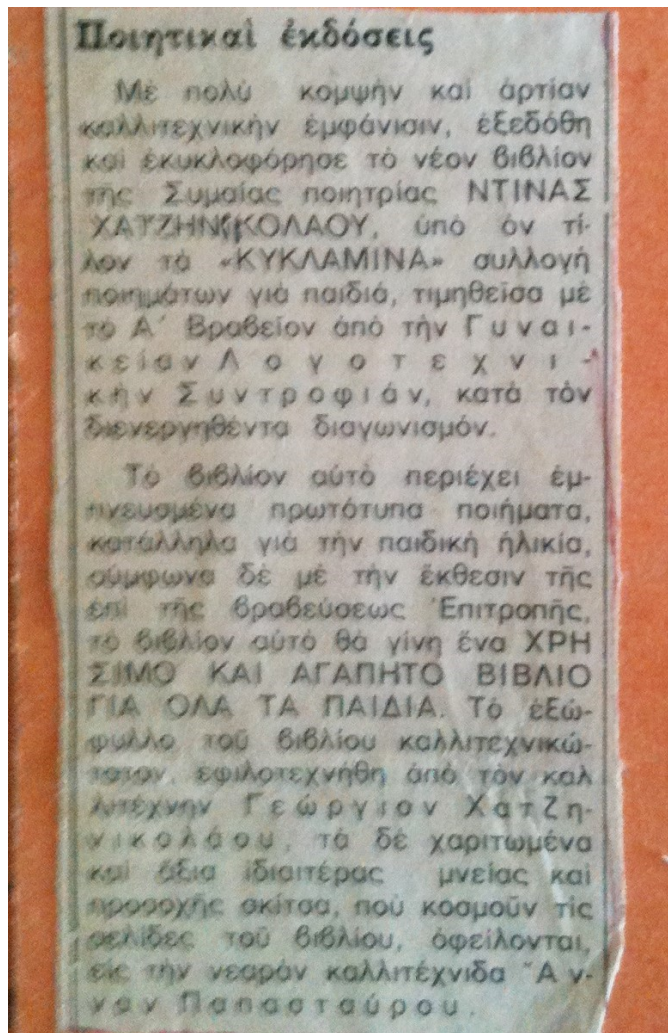 Ποιητικαὶ ἐκδόσεις
Μὲ πολὺ κομψὴν καὶ ἀρτίαν
καλλιτεχνικὴν ἐμφάνισιν, ἐξεδόθη
καὶ ἐκυκλοφόρησε τὸ νέον βιβλίον
τῆς Συμαίας ποιητρίας ΝΤΙΝΑΣ
ΧΑΤΖΗΝΙΚΟΛΑΟΥ, ὑπὸ ὸν τί-
λον τὰ «ΚΥΚΛΑΜΙΝΑ» συλλογὴ
ποιημάτων γιὰ παιδιά, τιμηθεῖσα μὲ
τὸ Α΄ Βραβεῖον ἀπὸ τὴν Γυναι-
κείαν Λογοτεχνι-
κὴν Συντροφιάν, κατὰ τὸν
διενεργηθέντα διαγωνισμόν.
Τὸ βιβλίον αὐτὸ περιέχει ἐμ-
πνευσμένα πρωτότυπα ποιήματα,
κατάλληλα γιὰ τὴν παιδικὴ ἡλικία,
σύμφωνα δὲ μὲ τὴν ἔκθεσιν τῆς
ἐπὶ τῆς βραβεύσεως Ἐπιτροπῆς,
τὸ βιβλίον αὐτὸ θὰ γίνη ἕνα ΧΡΗ
ΣΙΜΟ ΚΑΙ ΑΓΑΠΗΤΟ ΒΙΒΛΙΟ
ΓΙΑ ΟΛΑ ΤΑ ΠΑΙΔΙΑ. Τὸ ἐξώ-
φυλλο τοῦ βιβλίου καλλιτεχνικώ-
τατον, εφιλοτεχνήθη ἀπὸ τὸν καλ
λιτέχνην Γεώργιον Χατζη-
νικολάου, τὰ δὲ χαριτωμένα
καὶ ἄξια ἰδιαιτέρας μνείας καὶ
προσοχῆς σκίτσα, ποὺ κοσμοῦν τὶς
σελίδες τοῦ βιβλίου, ὀφείλονται,
εἰς τὴν νεαρὰν καλλιτέχνιδα Ἄν-
ναν Παπασταύρου.